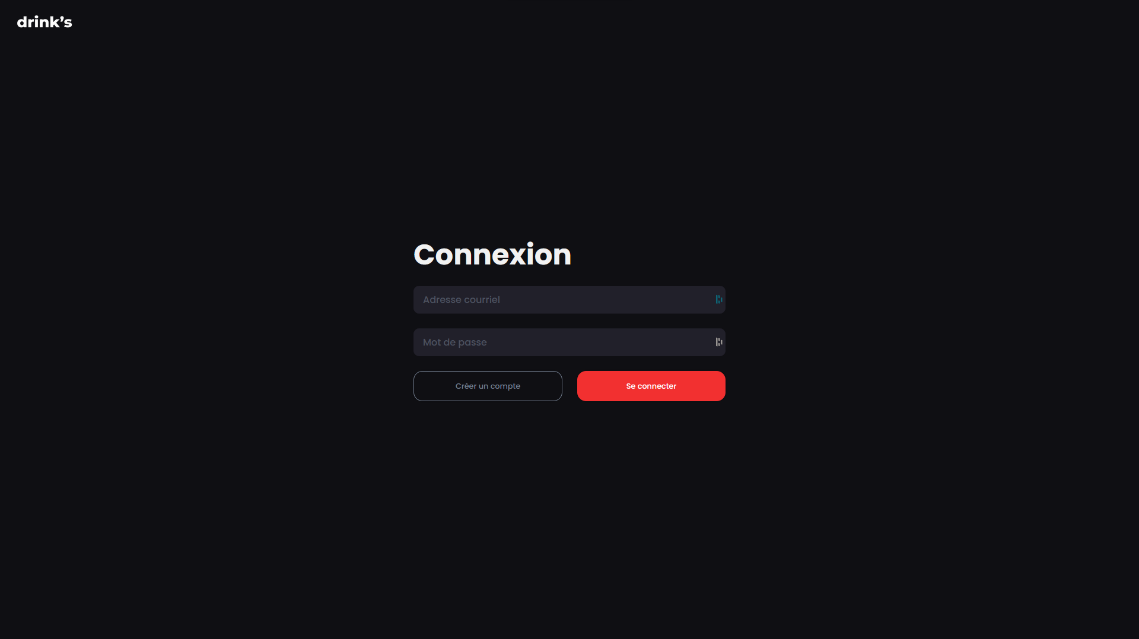 drink's
Connexion
Adresse courriel
Mot de passe
Créer un compte
Se connecter